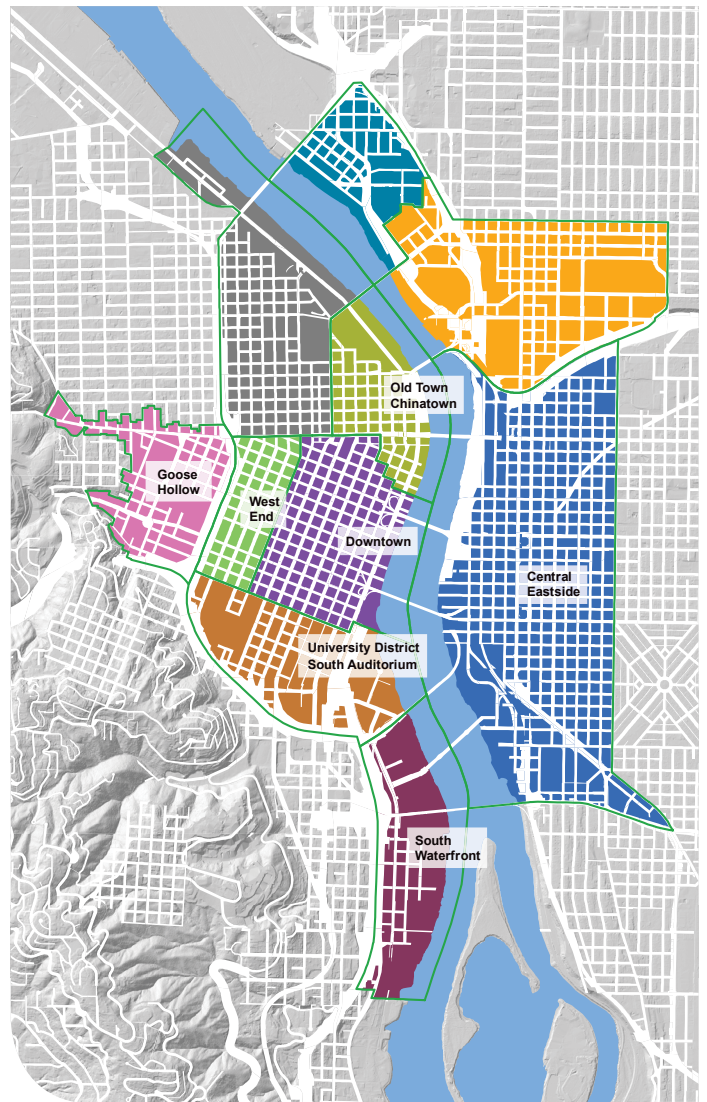 Old Town
Chinatown
Goose
Hollow
West
End
Downtown
Central
Eastside
University District
South Auditorium
South
Waterfront